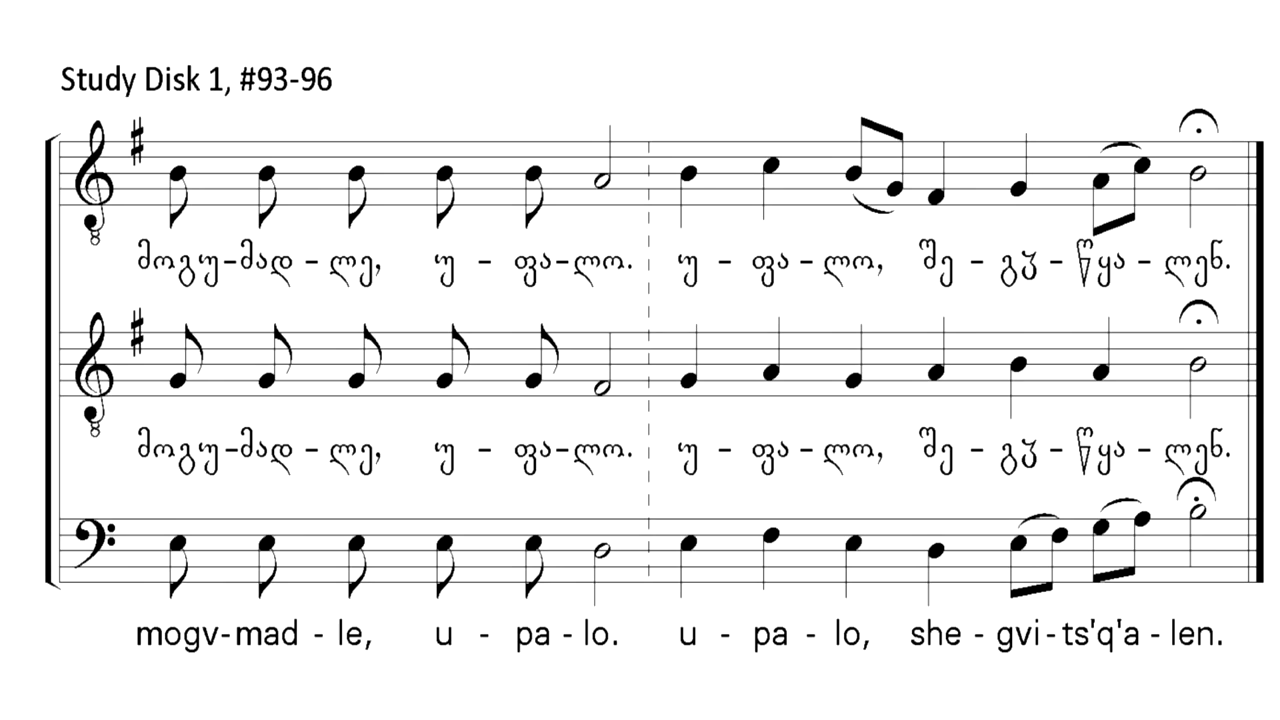 Study Disk 1, #93-96
მოგუ-მად - ლე, უ - ფა-ლო. უ - ფა - ლო, შე - გჳ - წყა - ლენ.
მოგუ-მად - ლე, უ - ფა-ლო. უ - ფა - ლო, შე - გჳ - წყა - ლენ.
mogv-mad - le, u - pa - lo. u - pa - lo, she - gvi-ts'q'a - len.